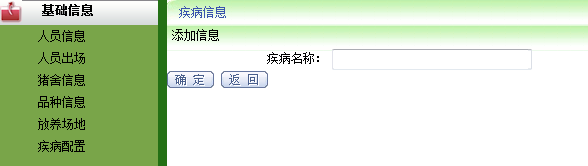 基础信息
人员信息
人员出场
猪舍信息
品种信息
放养场地
疾病配置
疾病信息
添加信息
疾病名称：
确 定 返 回